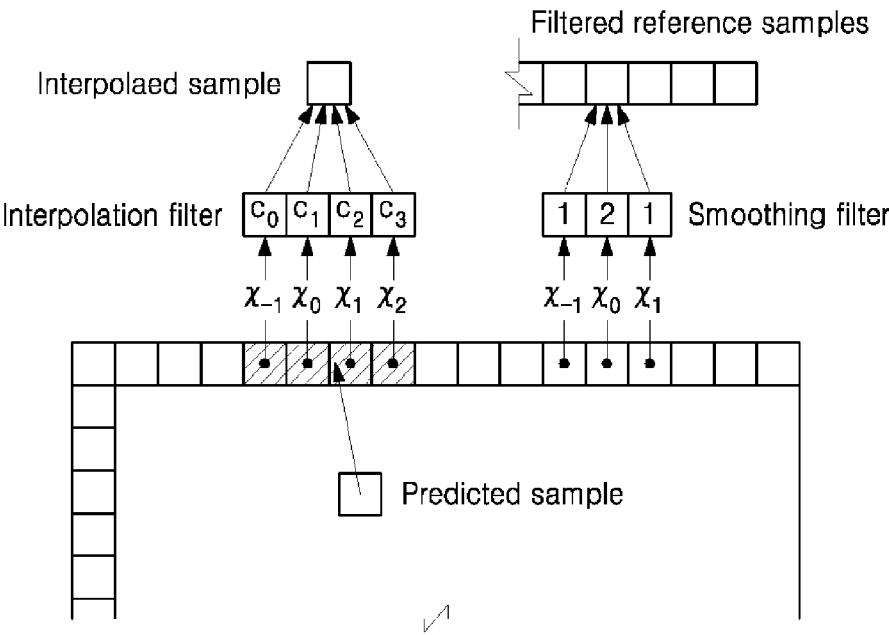 Filtered reference samples
Interpolaed sample
Interpolation filter c₀ c₁ c₂ c₃ 1 2 1 Smoothing filter
χ₋₁ χ₀ χ₁ χ₂ χ₋₁ χ₀ χ₁
Predicted sample